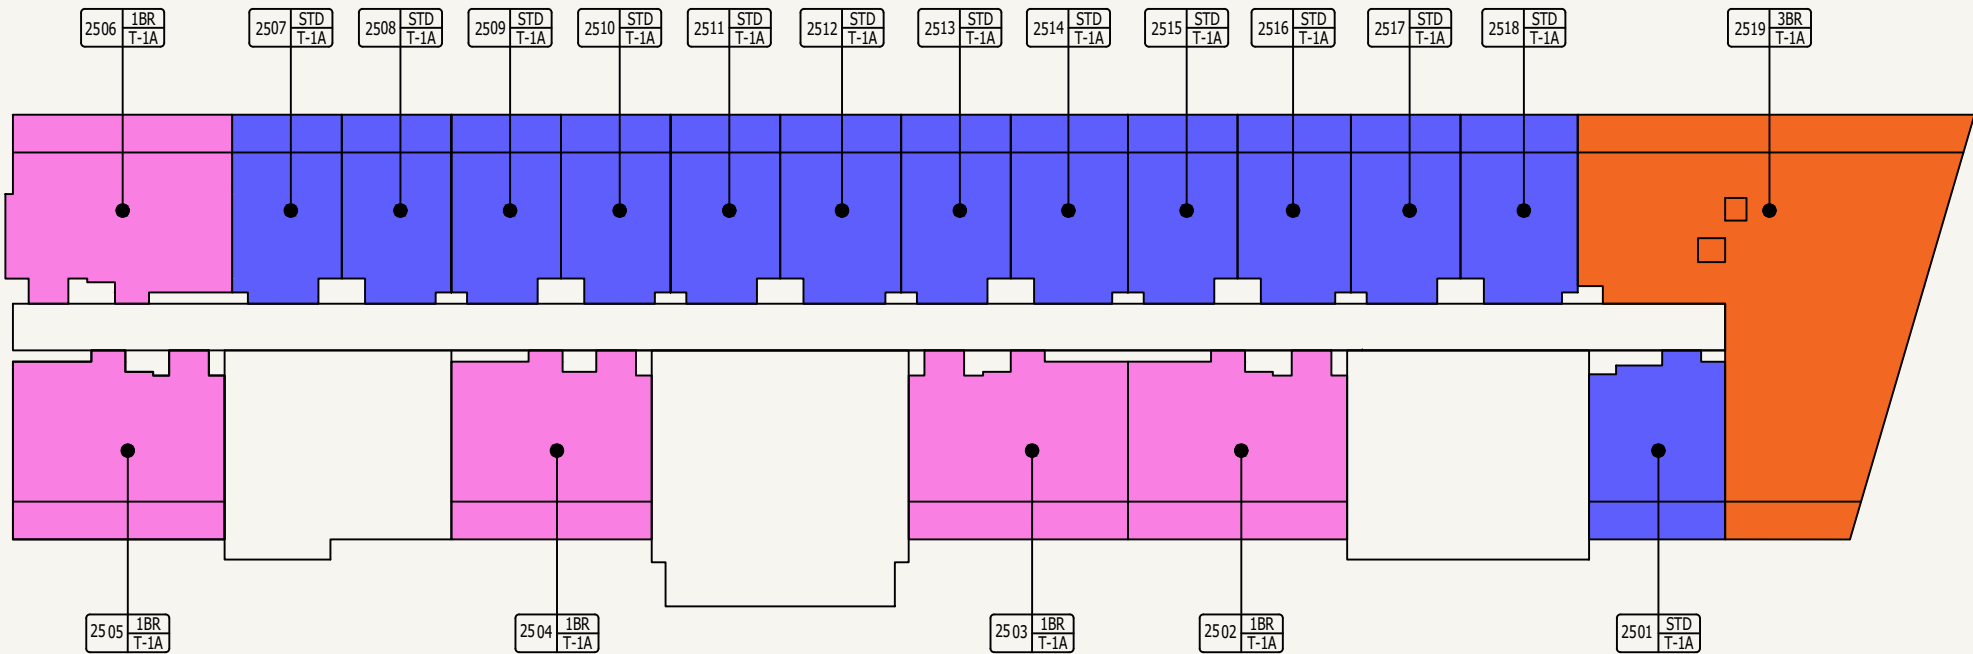 2506 1BR T-1A
2507 STD T-1A
2508 STD T-1A
2509 STD T-1A
2510 STD T-1A
2511 STD T-1A
2512 STD T-1A
2513 STD T-1A
2514 STD T-1A
2515 STD T-1A
2516 STD T-1A
2517 STD T-1A
2518 STD T-1A
2519 3BR T-1A
2505 1BR T-1A
2504 1BR T-1A
2503 1BR T-1A
2502 1BR T-1A
2501 STD T-1A